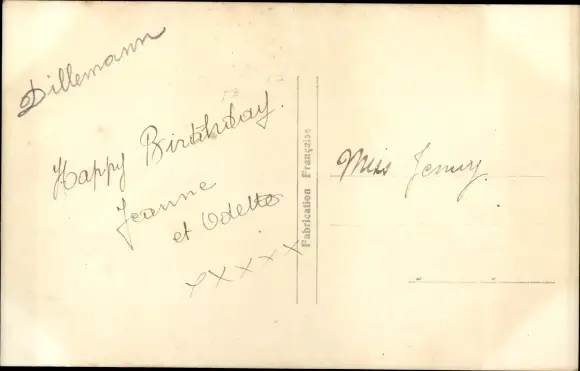 Dillemann
Happy Birthday.
Jeanne
et Odette
xxxxx
Fabrication Française
Miss Jenny.